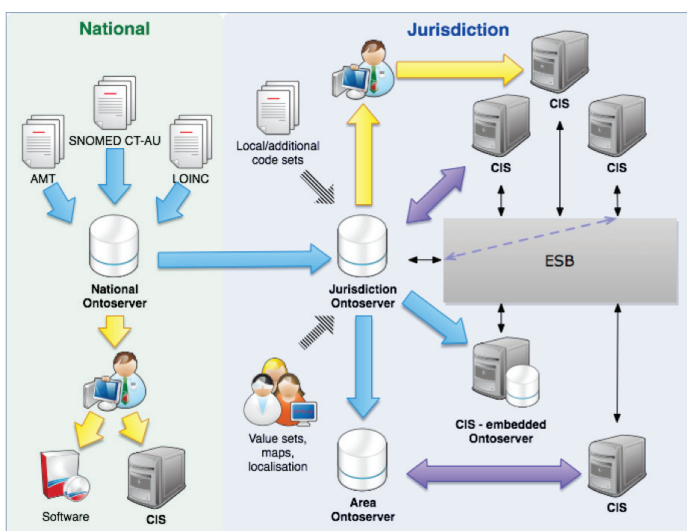 National
Jurisdiction
SNOMED CT-AU
AMT
LOINC
National
Ontoserver
Software
CIS
Local/additional
code sets
CIS
CIS
CIS
Jurisdiction
Ontoserver
ESB
Value sets,
maps,
localisation
CIS - embedded
Ontoserver
Area
Ontoserver
CIS